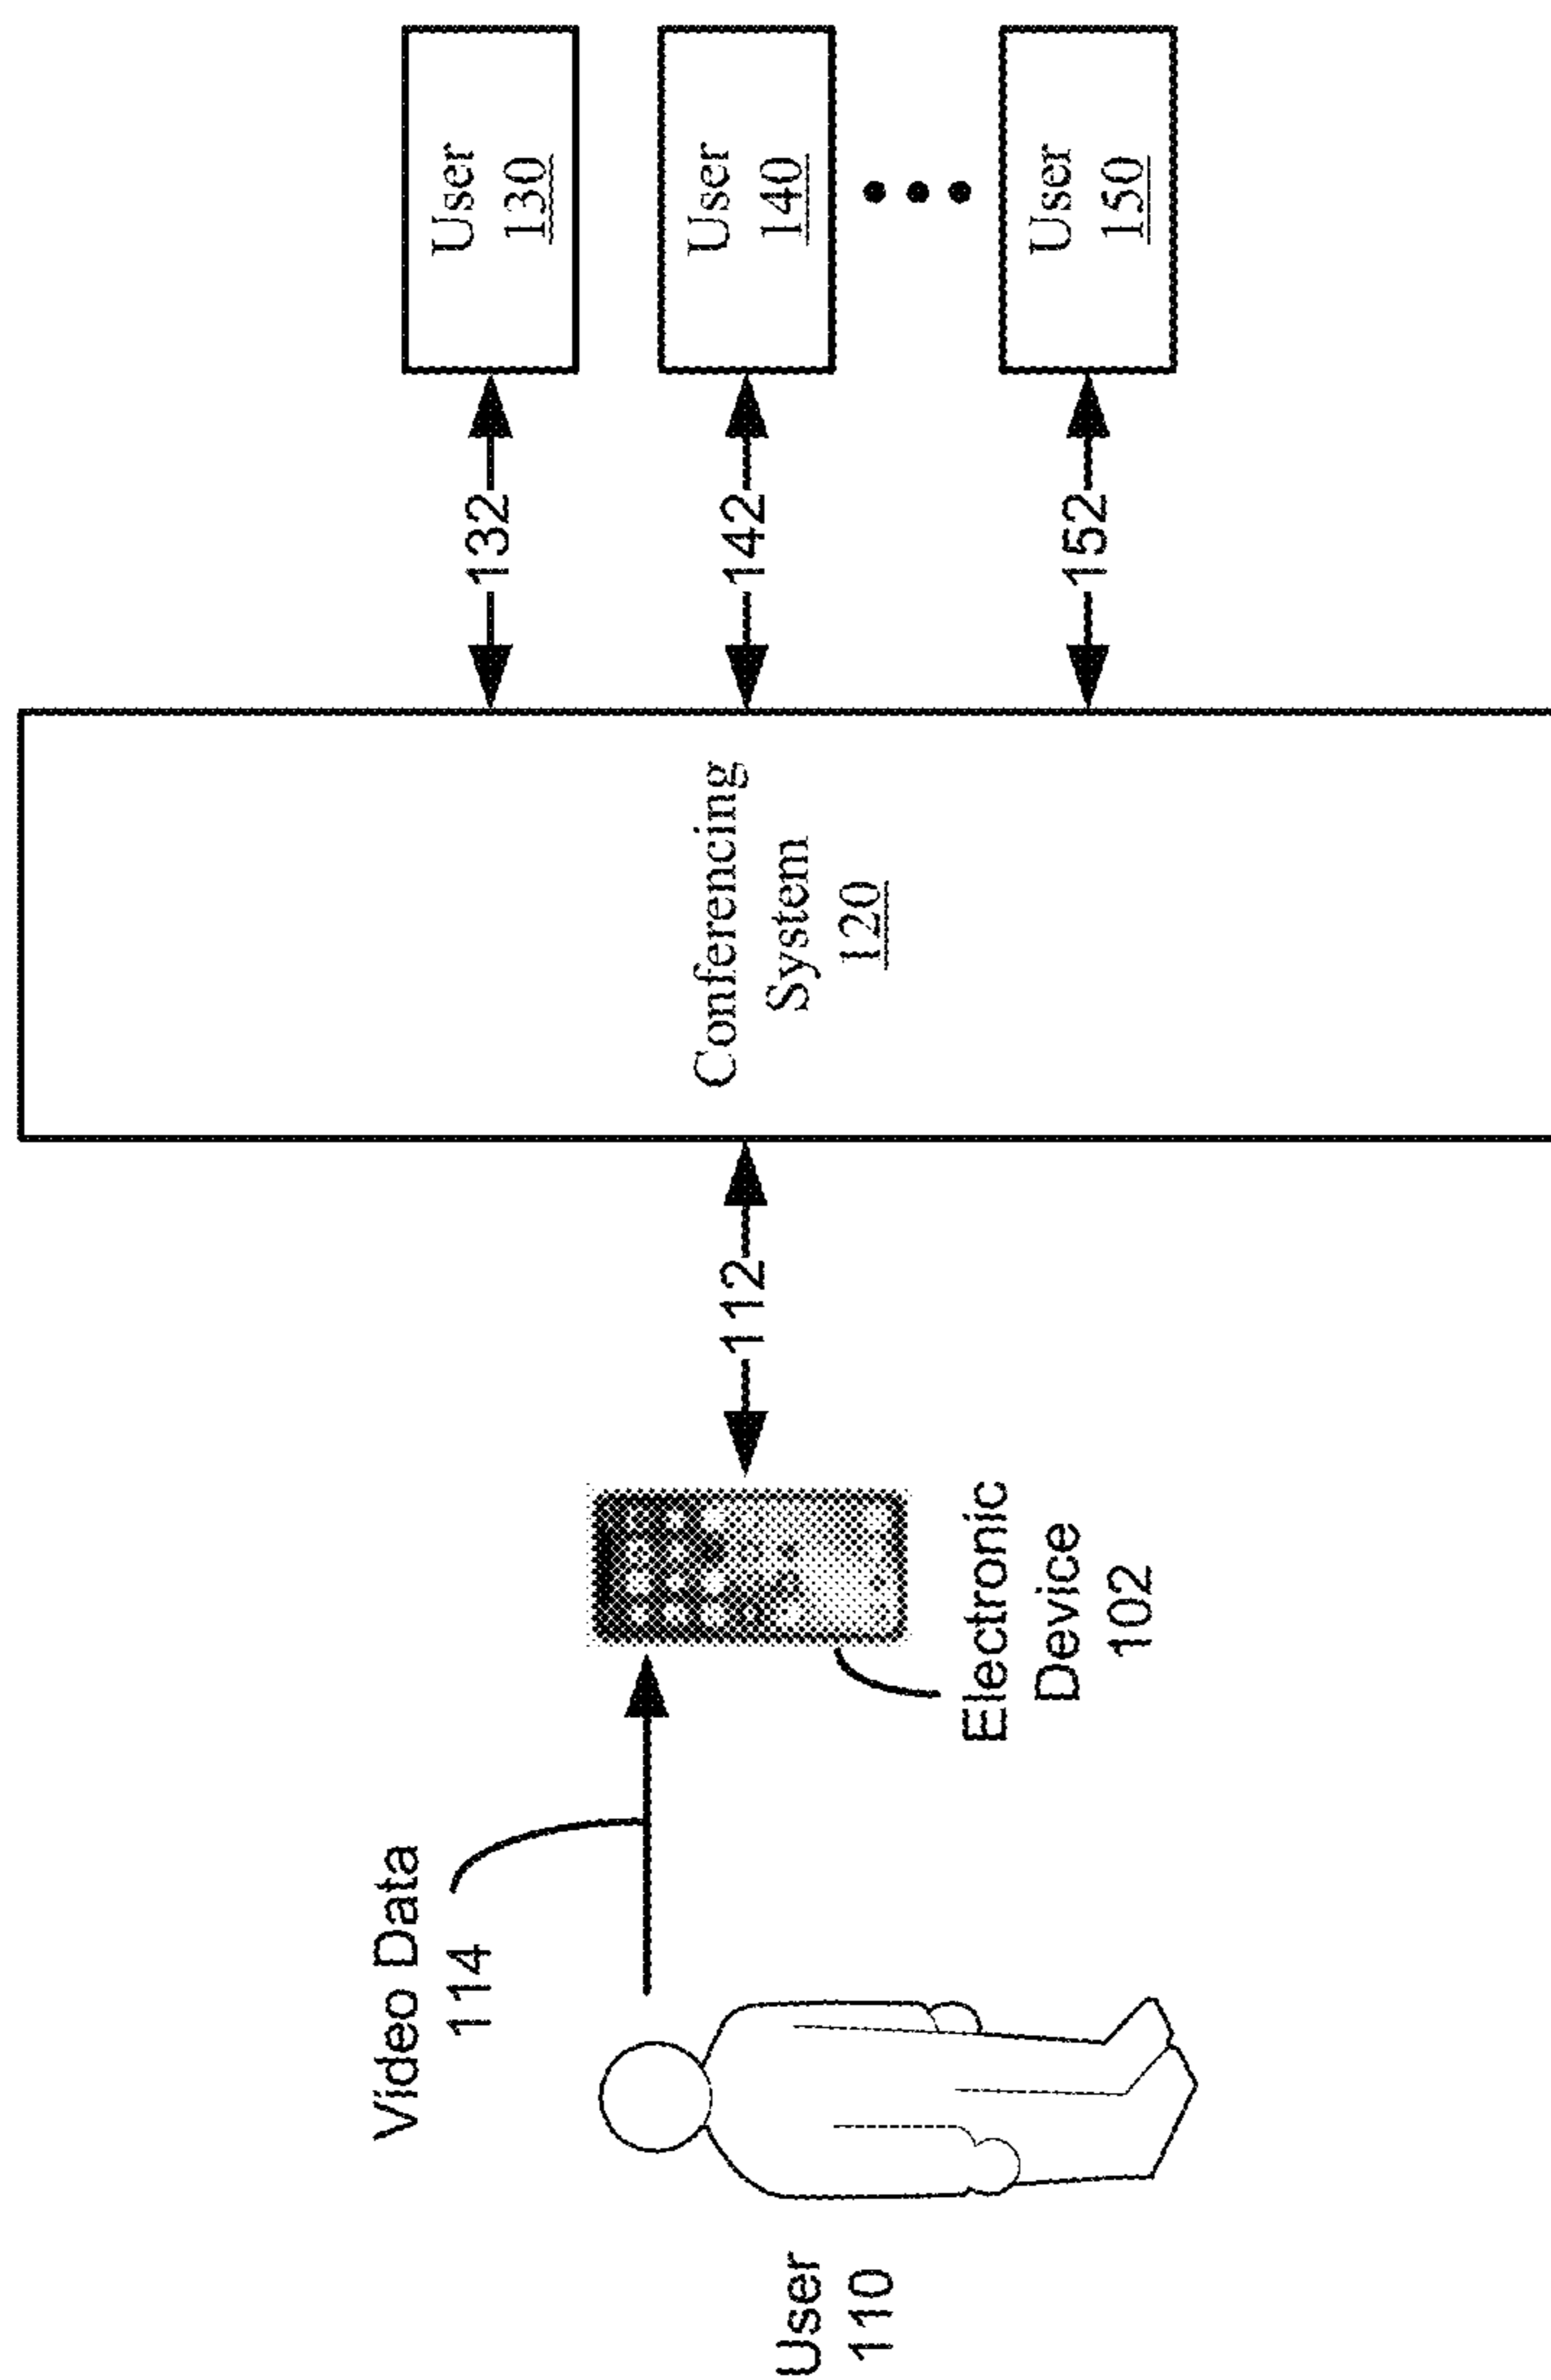 User
110
Video Data
114
Electronic
Device
102
112
Conferencing
System
120
132
142
152
User
130
User
140
User
150